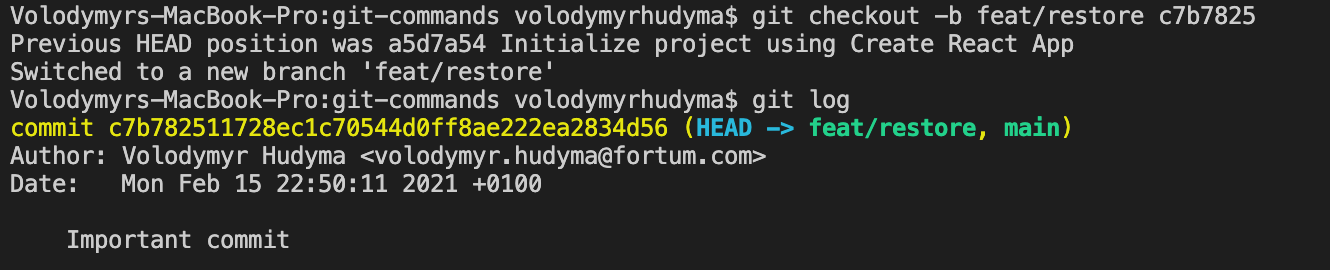 Volodymyrs-MacBook-Pro:git-commands volodymyrhudyma$ git checkout -b feat/restore c7b7825
Previous HEAD position was a5d7a54 Initialize project using Create React App
Switched to a new branch 'feat/restore'
Volodymyrs-MacBook-Pro:git-commands volodymyrhudyma$ git log
commit c7b782511728ec1c70544d0ff8ae222ea2834d56 (HEAD -> feat/restore, main)
Author: Volodymyr Hudyma <volodymyr.hudyma@fortum.com>
Date:   Mon Feb 15 22:50:11 2021 +0100
    Important commit